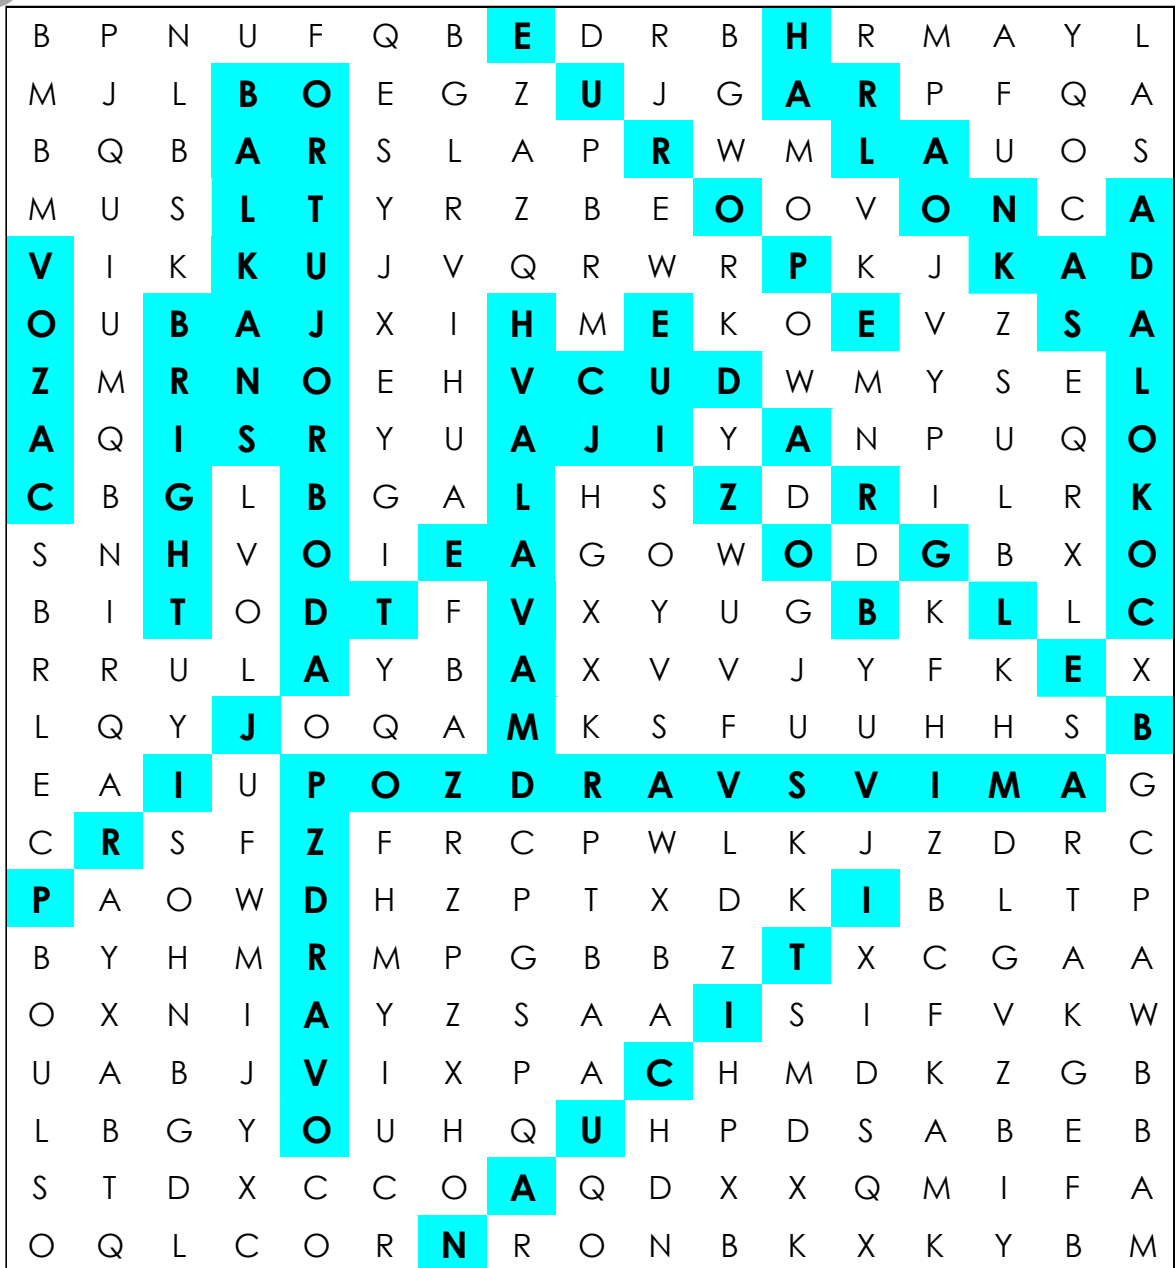 B P N U F Q B E D R B H R M A Y L
M J L B O E G Z U J G A R P F Q A
B Q B A R S L A P R W M L A U O S
M U S L T Y R Z B E O O V O N C A
V I K K U J V Q R W R P K J K A D
O U B A J X I H M E K O E V Z S A
Z M R N O E H V C U D W M Y S E L
A Q I S R Y U A J I Y A N P U Q O
C B G L B G A L H S Z D R I L R K
S N H V O I E A G O W O D G B X O
B I T O D T F V X Y U G B K L L C
R R U L A Y B A X V V J Y F K E X
L Q Y J O Q A M K S F U U H H S B
E A I U P O Z D R A V S V I M A G
C R S F Z F R C P W L K J Z D R C
P A O W D H Z P T X D K I B L T P
B Y H M R M P G B B Z T X C G A A
O X N I A Y Z S A A I S I F V K W
U A B J V I X P A C H M D K Z G B
L B G Y O U H Q U H P D S A B E B
S T D X C C O A Q D X X Q M I F A
O Q L C O R N R O N B K X K Y B M